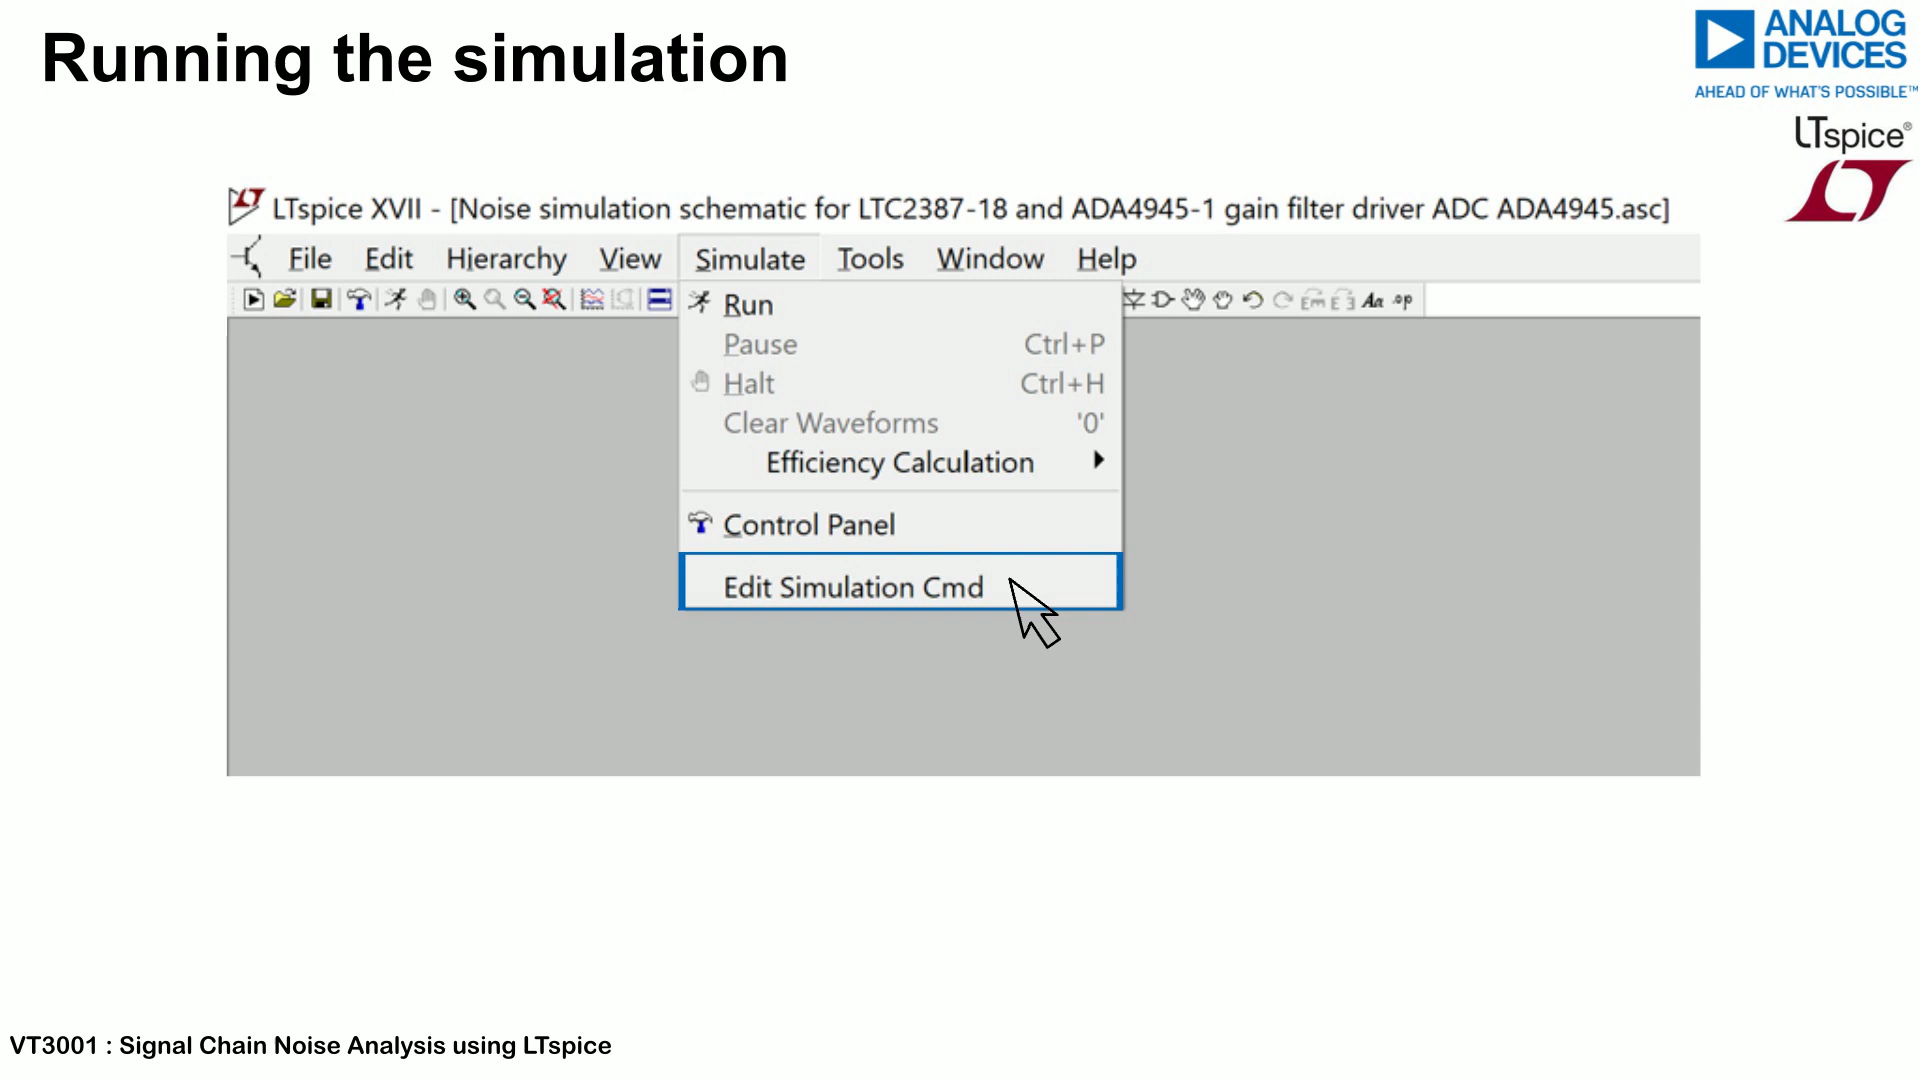 Running the simulation
ANALOG
DEVICES
AHEAD OF WHAT'S POSSIBLE™
LTspice®
LTspice XVII - [Noise simulation schematic for LTC2387-18 and ADA4945-1 gain filter driver ADC ADA4945.asc]
File Edit Hierarchy View Simulate Tools Window Help
Run
Pause Ctrl+P
Halt Ctrl+H
Clear Waveforms '0'
Efficiency Calculation
Control Panel
Edit Simulation Cmd
Aa .op
VT3001 : Signal Chain Noise Analysis using LTspice